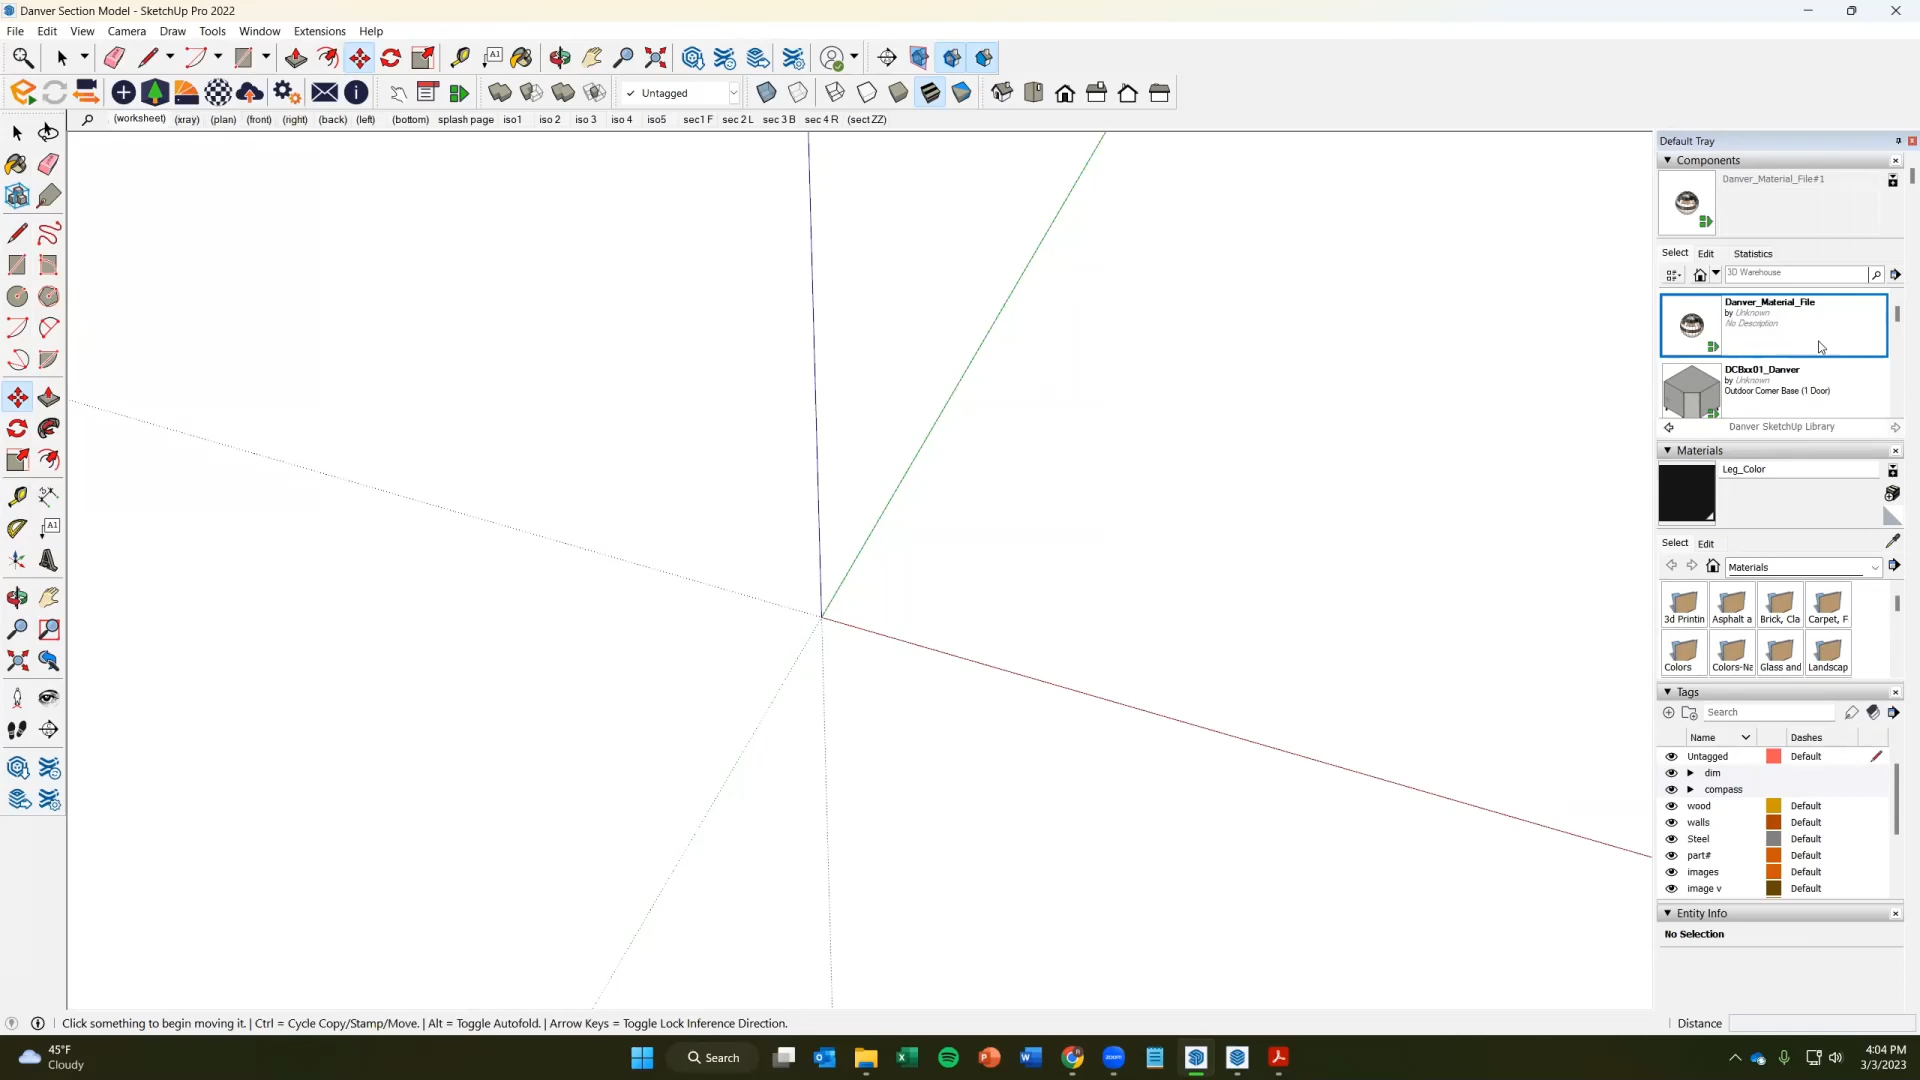 Danver Section Model - SketchUp Pro 2022
File Edit View Camera Draw Tools Window Extensions Help
A1
Untagged
(worksheet) (xray) (plan) (front) (right) (back) (left) (bottom) splash page iso1 iso 2 iso 3 iso 4 iso5 sec1 F sec 2 L sec 3 B sec 4 R (sect ZZ)
Default Tray
Components
Danver_Material_File#1
Select Edit Statistics
3D Warehouse
Danver_Material_File
by Unknown
No Description
DCBxx01_Danver
by Unknown
Outdoor Corner Base (1 Door)
Danver SketchUp Library
Materials
Leg_Color
Select Edit
Materials
3d Printin Asphalt a Brick, Cla Carpet, F
Colors Colors-Na Glass and Landscap
Tags
Search
Name Dashes
Untagged Default
dim
compass
wood Default
walls Default
Steel Default
part# Default
images Default
image v Default
Entity Info
No Selection
A1
Click something to begin moving it. | Ctrl = Cycle Copy/Stamp/Move. | Alt = Toggle Autofold. | Arrow Keys = Toggle Lock Inference Direction.
Distance
45°F
Cloudy
Search
zoom
4:04 PM
3/3/2023